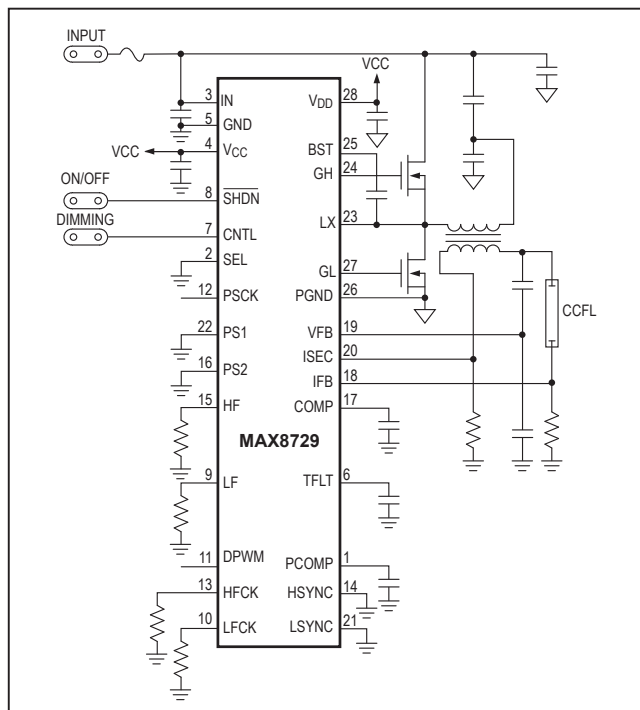 INPUT
VCC
3 IN
5 GND
VCC 4 VCC
ON/OFF
8 SHDN
DIMMING
7 CNTL
2 SEL
12 PSCK
22 PS1
16 PS2
15 HF
MAX8729
9 LF
11 DPWM
13 HFCK
10 LFCK
VDD 28
BST 25
GH 24
LX 23
GL 27
PGND 26
VFB 19
ISEC 20
IFB 18
COMP 17
TFLT 6
PCOMP 1
HSYNC 14
LSYNC 21
CCFL